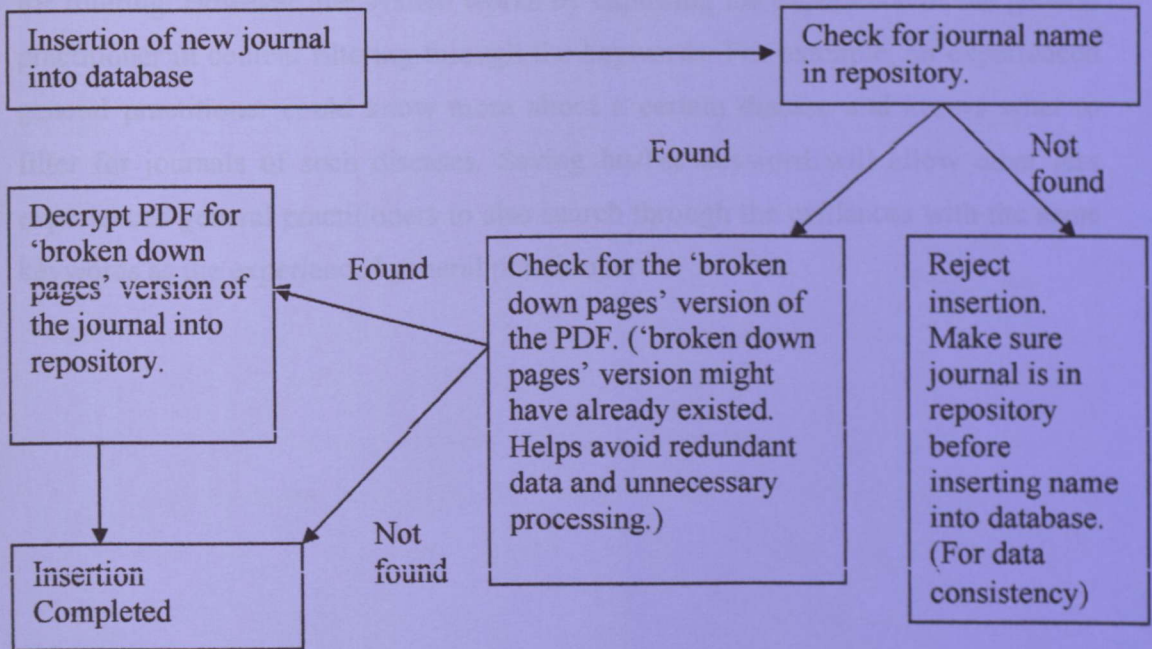 Insertion of new journal
into database
Check for journal name
in repository.
Found
Not
found
Decrypt PDF for
‘broken down
pages’ version of
the journal into
repository.
Found
Check for the ‘broken
down pages’ version of
the PDF. (‘broken down
pages’ version might
have already existed.
Helps avoid redundant
data and unnecessary
processing.)
Reject
insertion.
Make sure
journal is in
repository
before
inserting name
into database.
(For data
consistency)
Not
found
Insertion
Completed